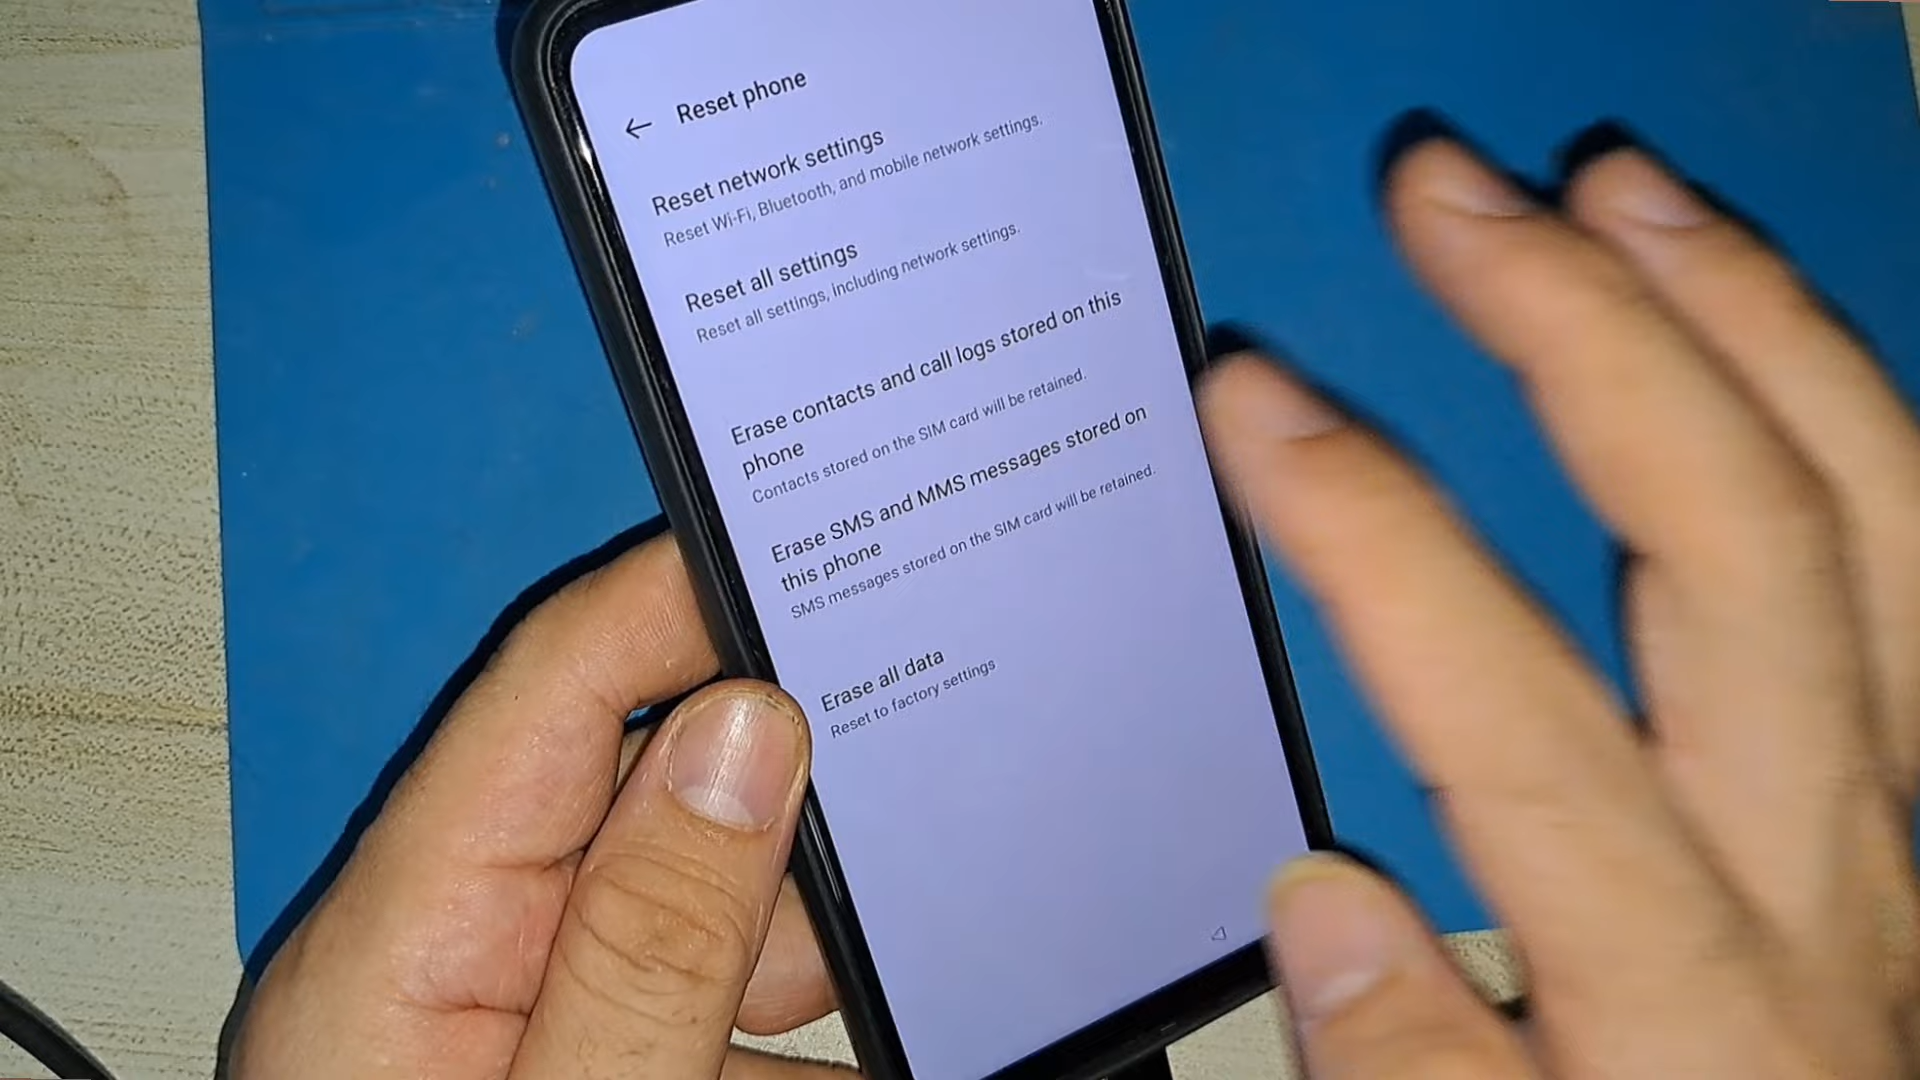 Reset phone
Reset network settings
Reset Wi-Fi, Bluetooth, and mobile network settings.
Reset all settings
Reset all settings, including network settings.
Erase contacts and call logs stored on this
phone
Contacts stored on the SIM card will be retained.
Erase SMS and MMS messages stored on
this phone
SMS messages stored on the SIM card will be retained.
Erase all data
Reset to factory settings